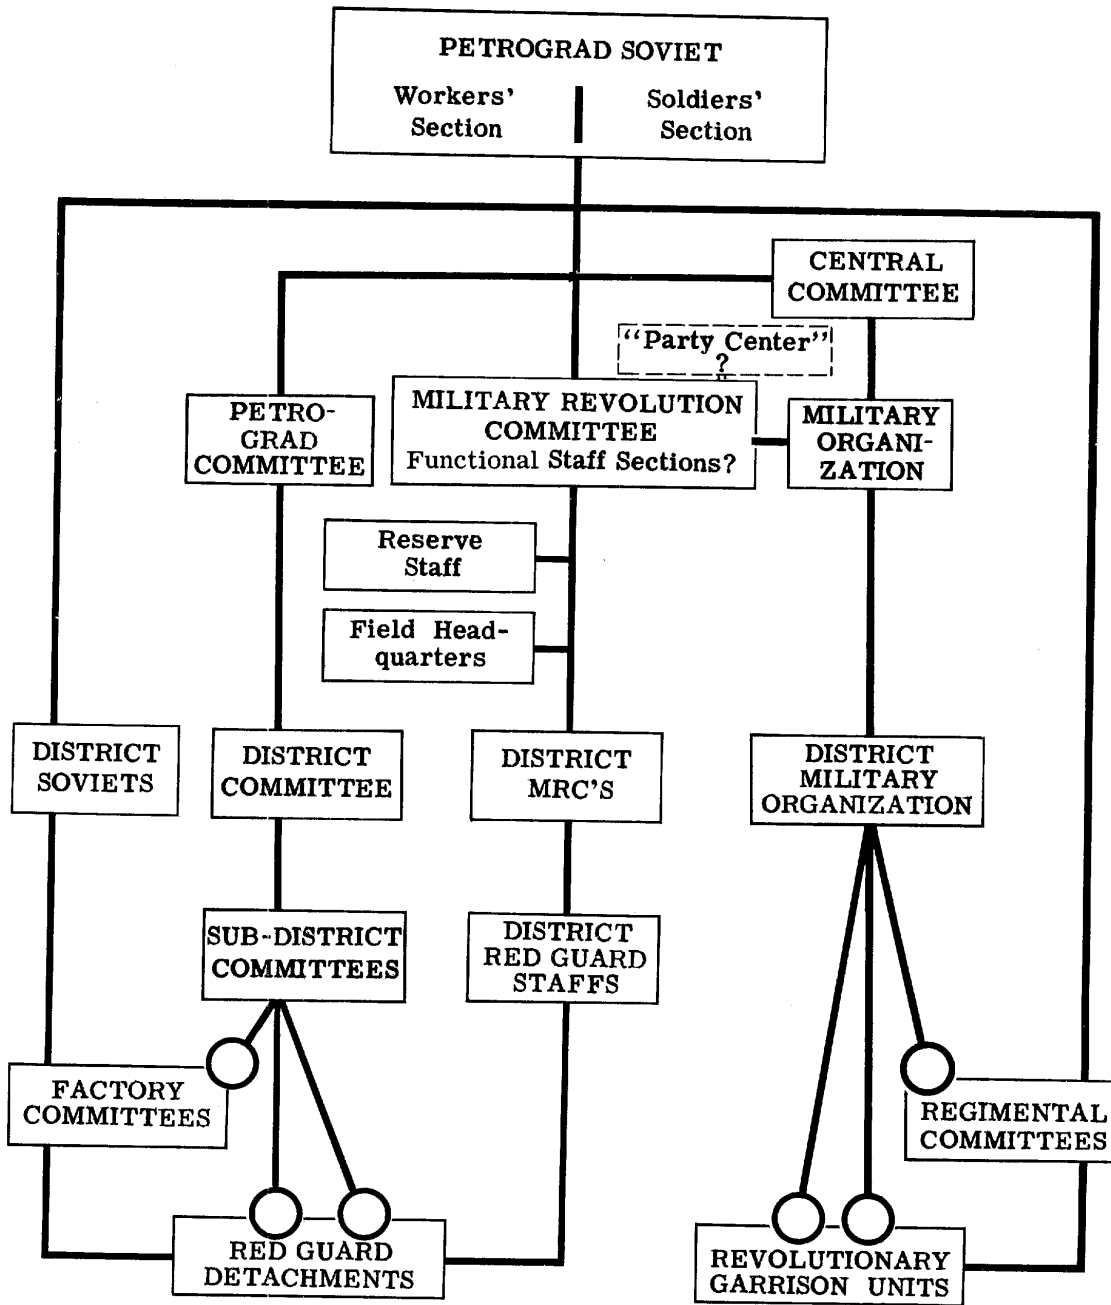 PETROGRAD SOVIET
Workers'
Section
Soldiers'
Section
CENTRAL
COMMITTEE
"Party Center"
?
PETRO-
GRAD
COMMITTEE
MILITARY REVOLUTION
COMMITTEE
Functional Staff Sections?
MILITARY
ORGANI-
ZATION
Reserve
Staff
Field Head-
quarters
DISTRICT
SOVIETS
DISTRICT
COMMITTEE
DISTRICT
MRC'S
DISTRICT
MILITARY
ORGANIZATION
SUB-DISTRICT
COMMITTEES
DISTRICT
RED GUARD
STAFFS
FACTORY
COMMITTEES
REGIMENTAL
COMMITTEES
RED GUARD
DETACHMENTS
REVOLUTIONARY
GARRISON UNITS